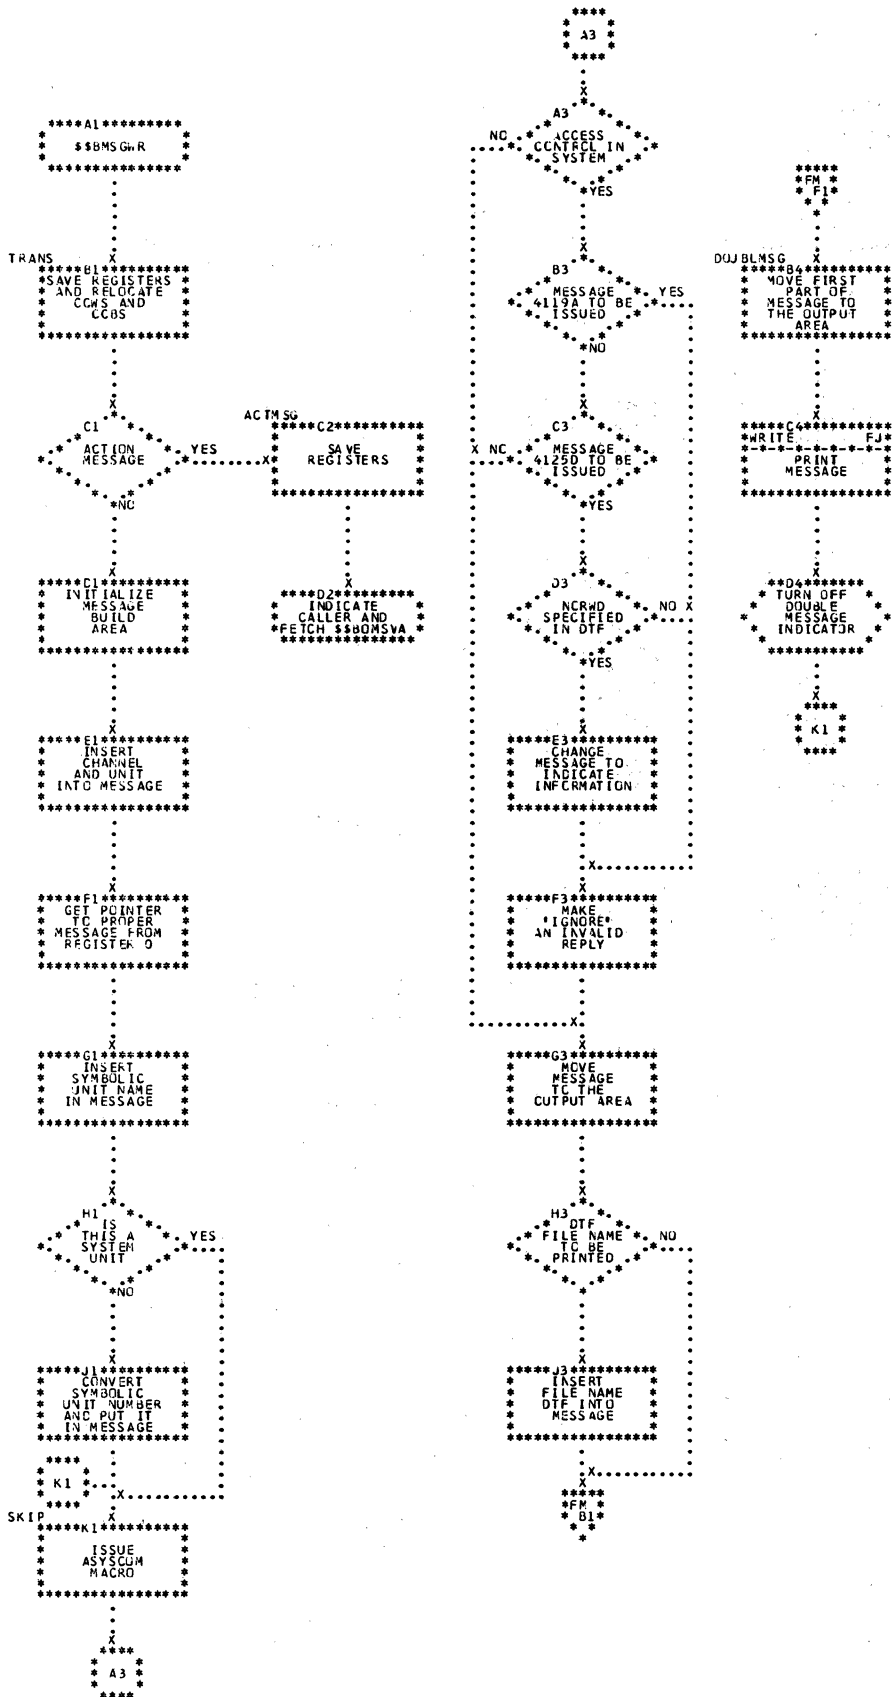 A1
$$BMSGWR
TRANS
B1
SAVE REGISTERS
AND RELOCATE
CCWS AND
CCBS
C1
ACTION
MESSAGE
YES
NO
ACTMSG
C2
SAVE
REGISTERS
D2
INDICATE
CALLER AND
FETCH $$BOMSVA
D1
INITIALIZE
MESSAGE
BUILD
AREA
E1
INSERT
CHANNEL
AND UNIT
INTO MESSAGE
F1
GET POINTER
TO PROPER
MESSAGE FROM
REGISTER 0
G1
INSERT
SYMBOLIC
UNIT NAME
IN MESSAGE
H1
IS
THIS A
SYSTEM
UNIT
YES
NO
J1
CONVERT
SYMBOLIC
UNIT NUMBER
AND PUT IT
IN MESSAGE
K1
SKIP
K1
ISSUE
ASYSCOM
MACRO
A3
A3
A3
ACCESS
CONTROL IN
SYSTEM
NO
YES
B3
MESSAGE
4119A TO BE
ISSUED
YES
NO
C3
MESSAGE
4125D TO BE
ISSUED
NO
YES
D3
NCRWD
SPECIFIED
IN DTF
NO
YES
E3
CHANGE
MESSAGE TO
INDICATE
INFORMATION
F3
MAKE
'IGNORE'
AN INVALID
REPLY
G3
MOVE
MESSAGE
TO THE
OUTPUT AREA
H3
DTF
FILE NAME
TO BE
PRINTED
NO
J3
INSERT
FILE NAME
DTF INTO
MESSAGE
FM
B1
FM
F1
DOUBLMSG
B4
MOVE FIRST
PART OF
MESSAGE TO
THE OUTPUT
AREA
C4
WRITE FJ
PRINT
MESSAGE
D4
TURN OFF
DOUBLE
MESSAGE
INDICATOR
K1